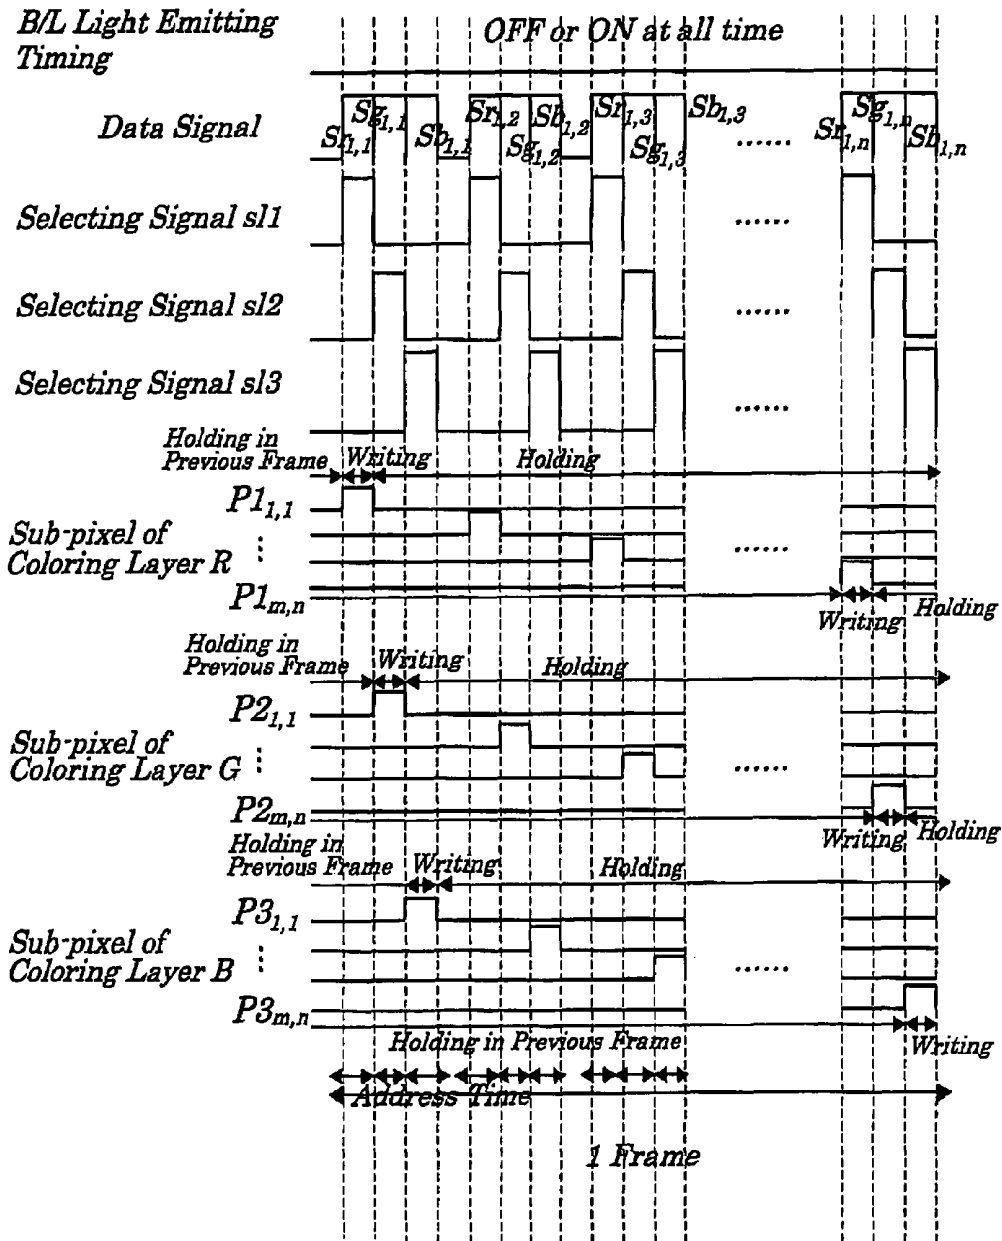 B/L Light Emitting
Timing
OFF or ON at all time
Data Signal
Sr1,1 Sg1,1 Sb1,1 Sr1,2 Sg1,2 Sb1,2 Sr1,3 Sg1,3 Sb1,3 ...... Sr1,n Sg1,n Sb1,n
Selecting Signal sl1
......
Selecting Signal sl2
......
Selecting Signal sl3
......
Holding in
Previous Frame Writing Holding
P11,1
Sub-pixel of
Coloring Layer R
......
P1m,n
Writing Holding
Holding in
Previous Frame Writing Holding
P21,1
Sub-pixel of
Coloring Layer G
......
P2m,n
Writing Holding
Holding in
Previous Frame Writing Holding
P31,1
Sub-pixel of
Coloring Layer B
......
P3m,n
Writing
Holding in Previous Frame
Address Time
1 Frame